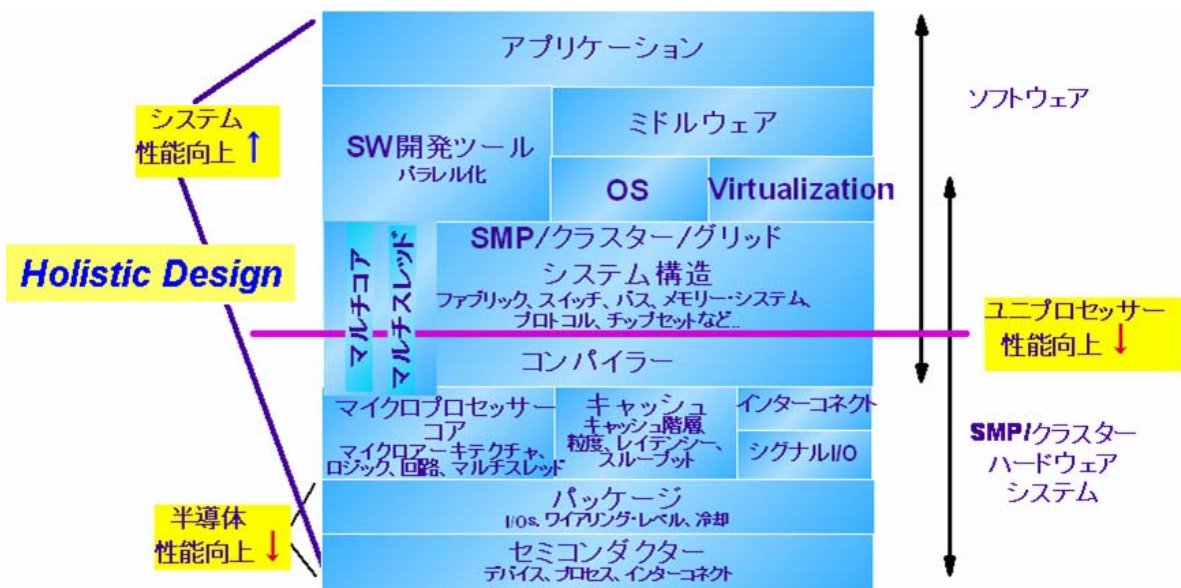 アプリケーション
ソフトウェア
システム
性能向上↑
SW開発ツール
パラレル化
ミドルウェア
OS
Virtualization
Holistic Design
マルチコア
マルチスレッド
SMP/クラスター/グリッド
システム構造
ファブリック、スイッチ、バス、メモリー・システム、
プロトコル、チップセットなど..
ユニプロセッサー
性能向上↓
コンパイラー
マイクロプロセッサー
コア
マイクロアーキテクチャ、
ロジック、回路、マルチスレッド
キャッシュ
キャッシュ階層、
粒度、レイテンシー、
スループット
インターコネクト
シグナルI/O
SMP/クラスター
ハードウェア
システム
半導体
性能向上↓
パッケージ
I/Os、ワイアリング・レベル、冷却
セミコンダクター
デバイス、プロセス、インターコネクト